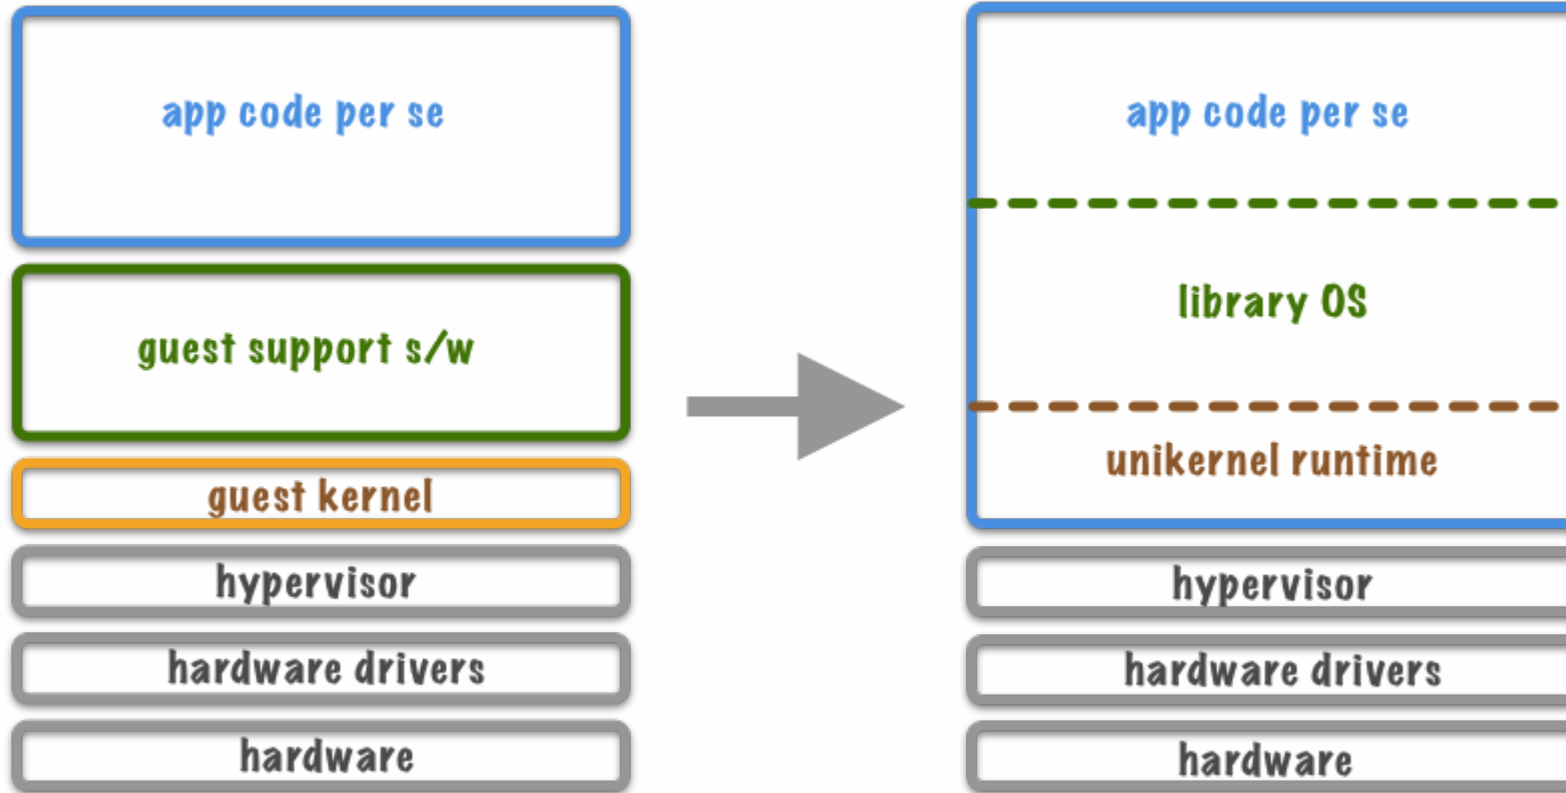 app code per se
guest support s/w
guest kernel
hypervisor
hardware drivers
hardware
app code per se
library OS
unikernel runtime
hypervisor
hardware drivers
hardware